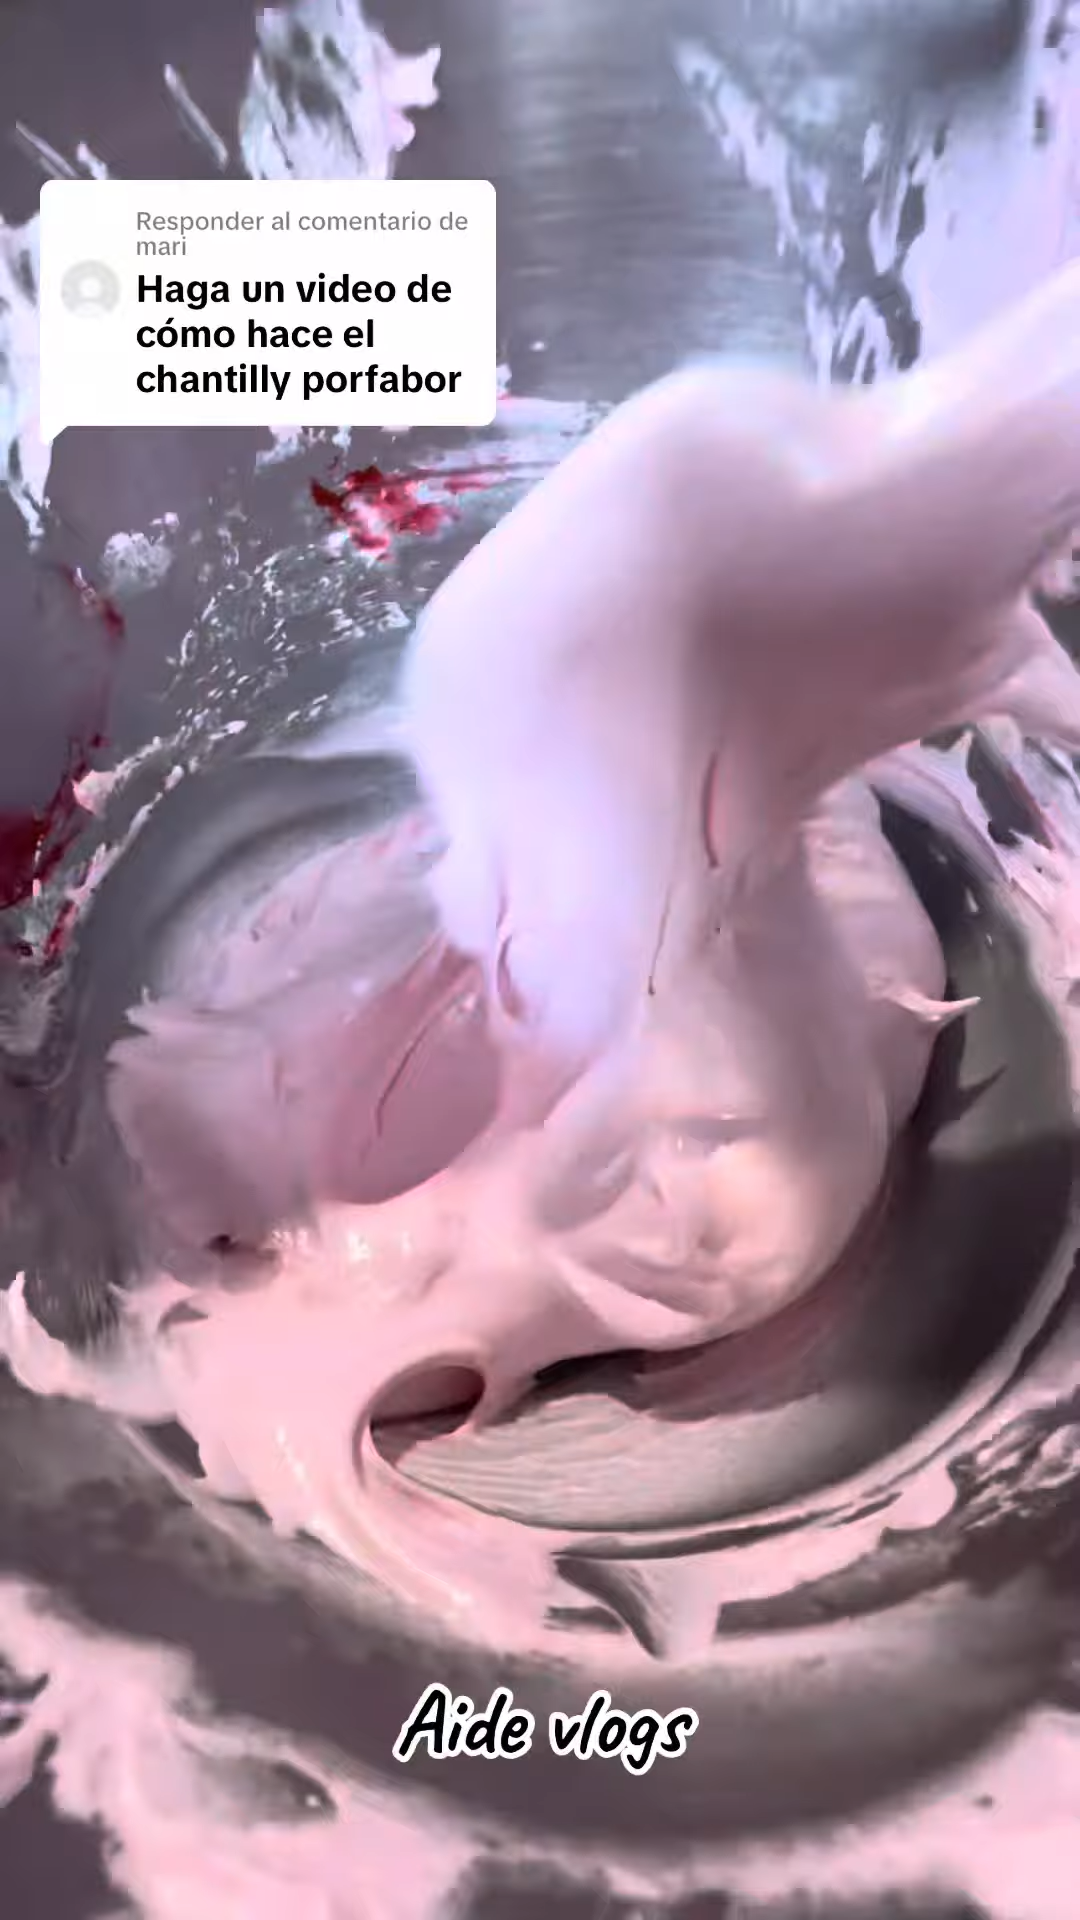 Responder al comentario de
mari
Haga un video de
cómo hace el
chantilly porfabor
Aide vlogs